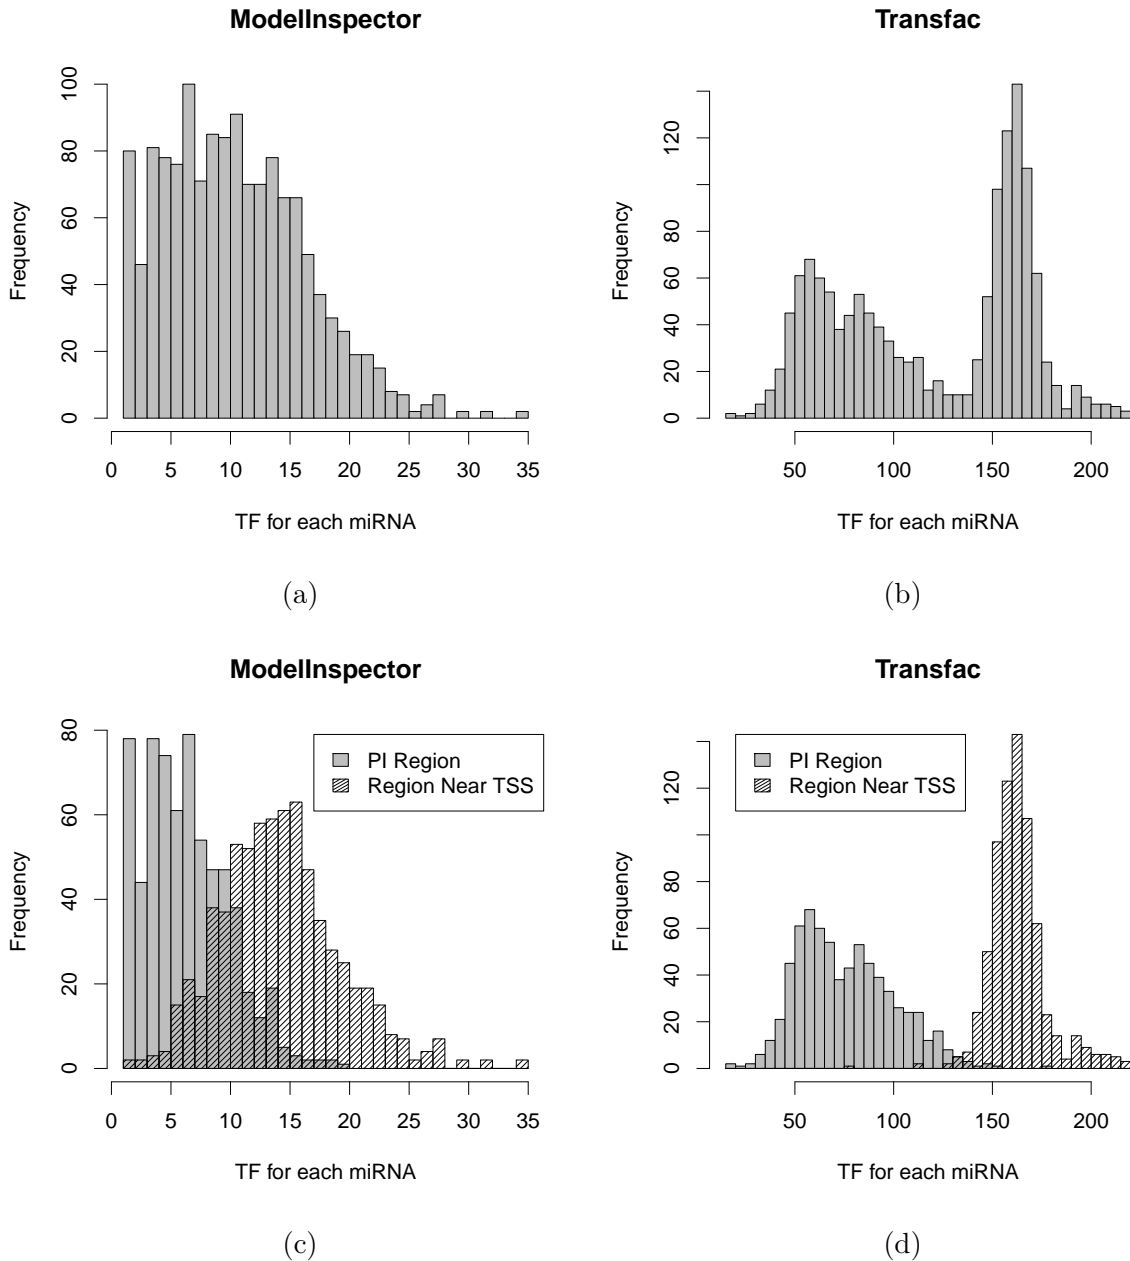 ModelInspector
Frequency
0 20 40 60 80 100
0 5 10 15 20 25 30 35
TF for each miRNA
(a)
Transfac
Frequency
0 20 40 60 80 120
50 100 150 200
TF for each miRNA
(b)
ModelInspector
Frequency
0 20 40 60 80
PI Region
Region Near TSS
0 5 10 15 20 25 30 35
TF for each miRNA
(c)
Transfac
Frequency
0 20 40 60 80 120
PI Region
Region Near TSS
50 100 150 200
TF for each miRNA
(d)